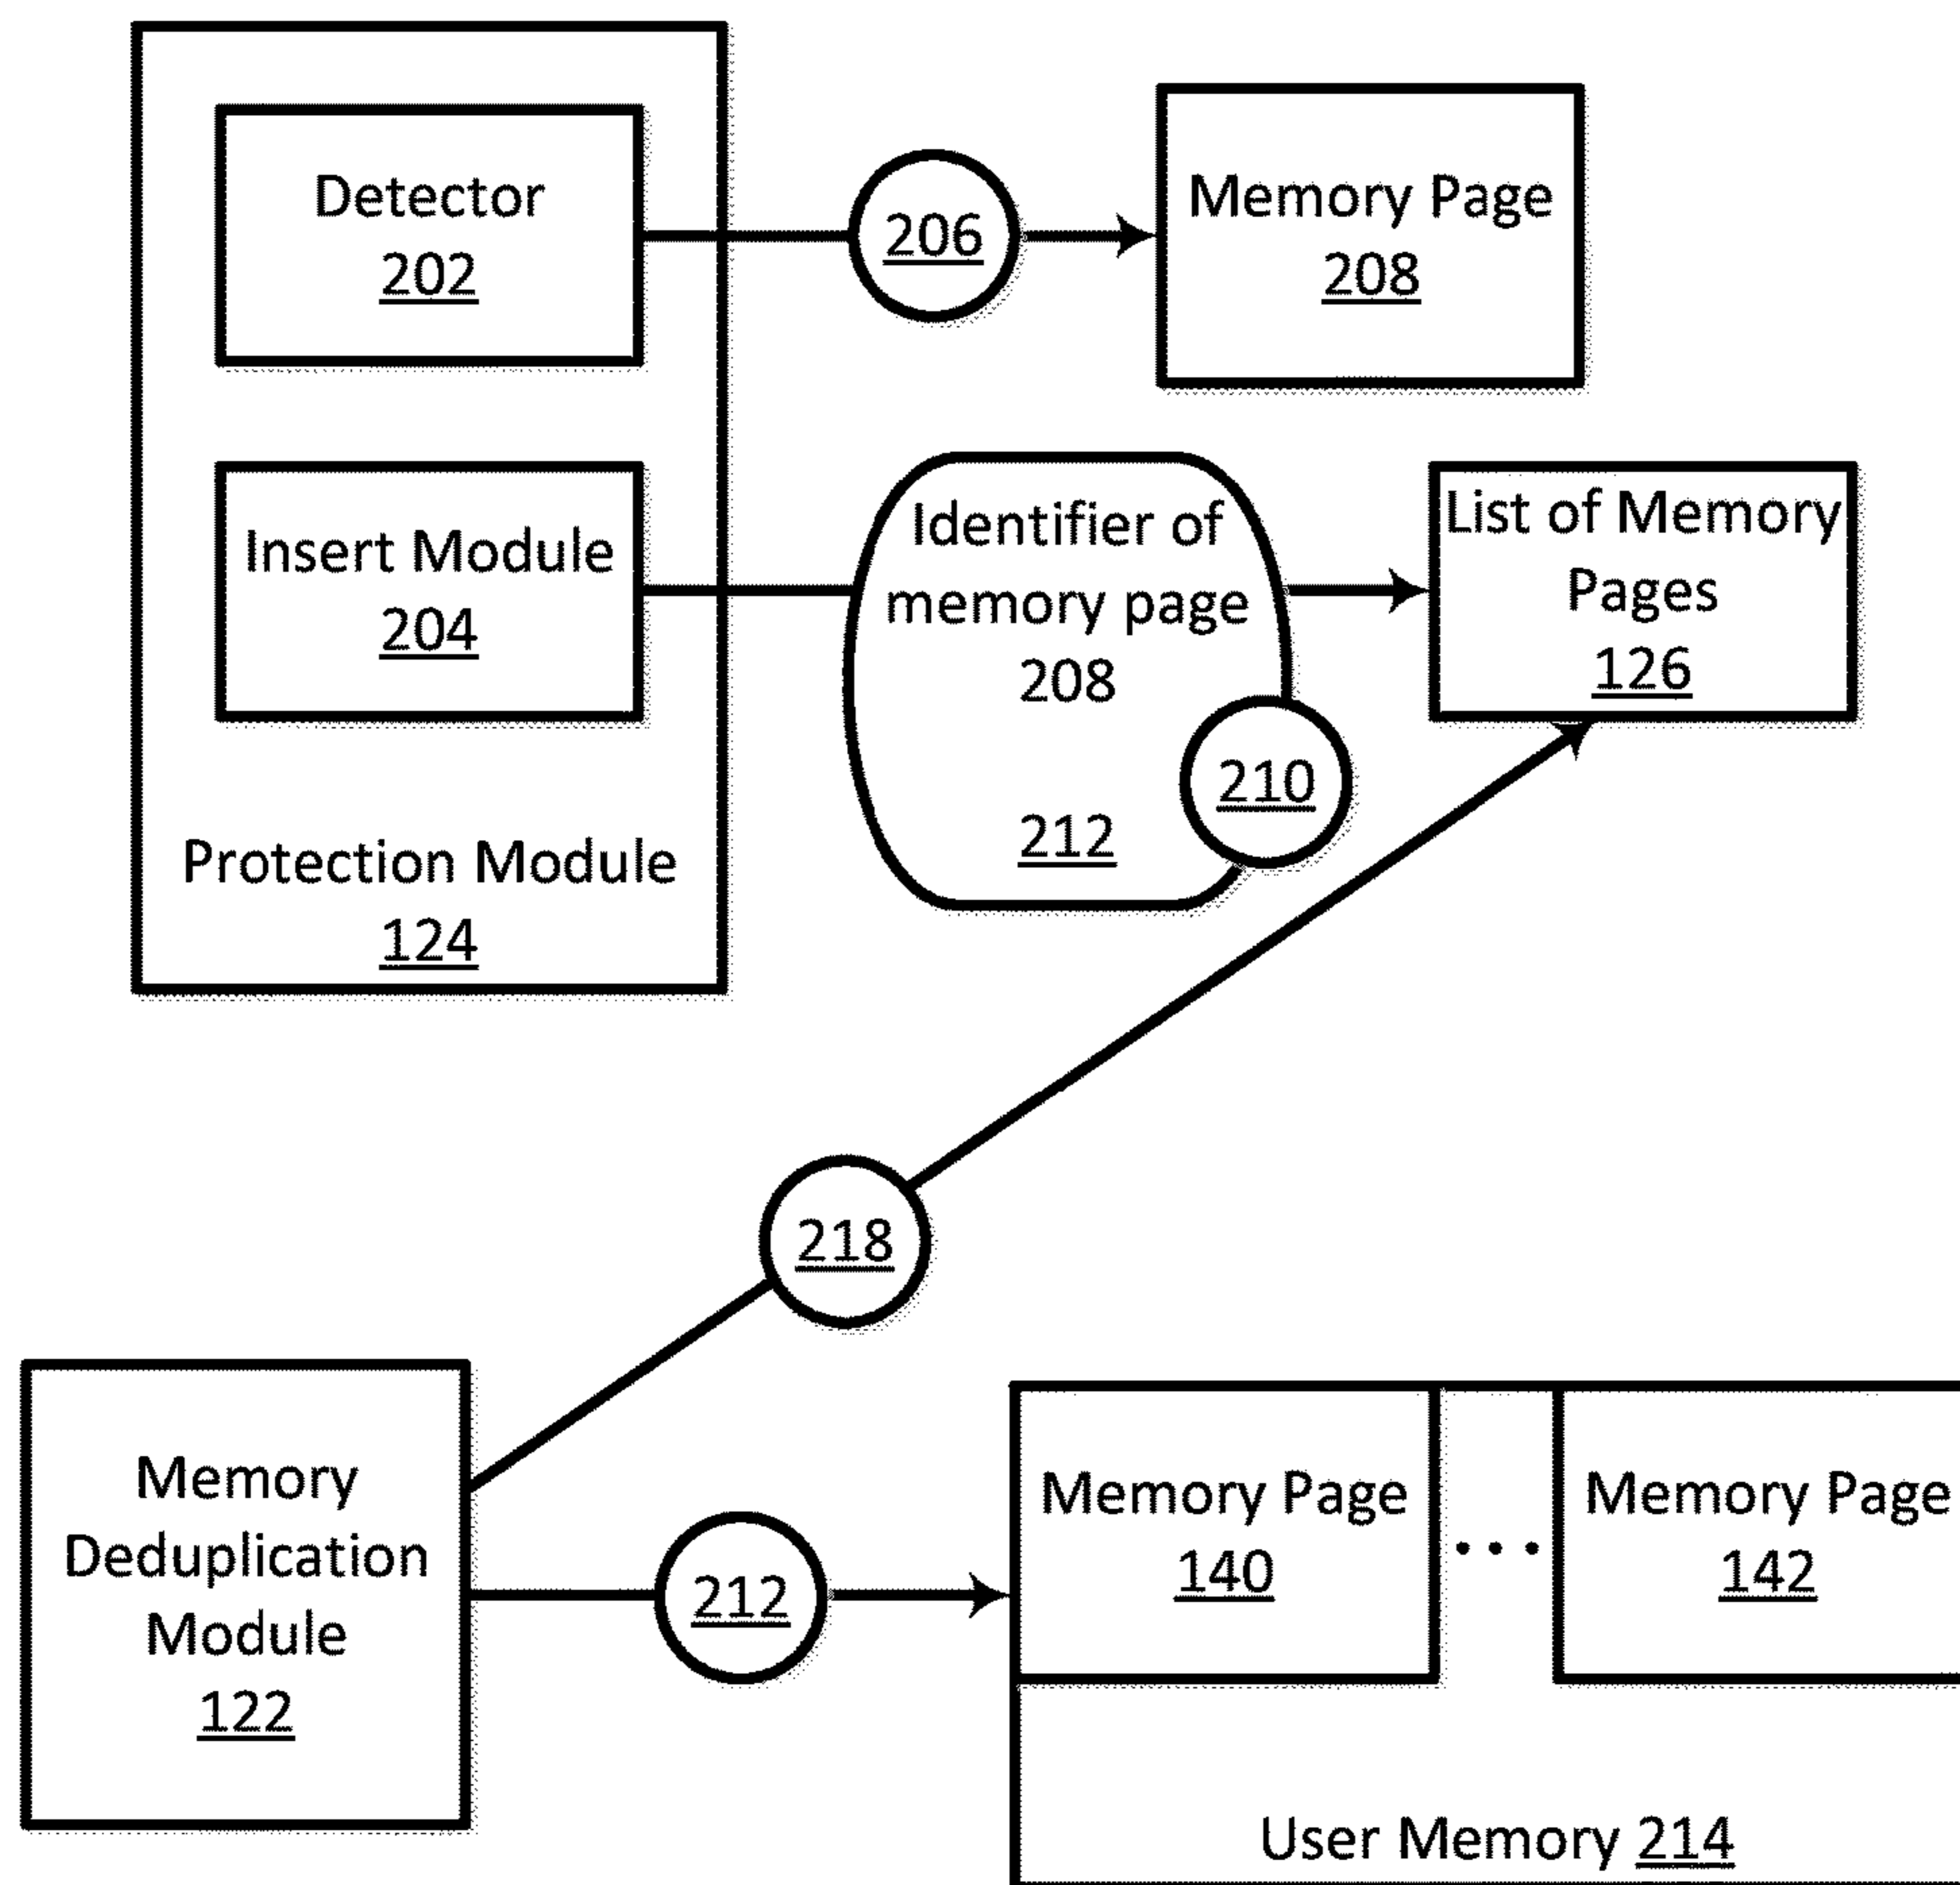 Detector
202
206
Memory Page
208
Insert Module
204
Identifier of
memory page
208
212
210
List of Memory
Pages
126
Protection Module
124
218
Memory
Deduplication
Module
122
212
Memory Page
140
...
Memory Page
142
User Memory 214